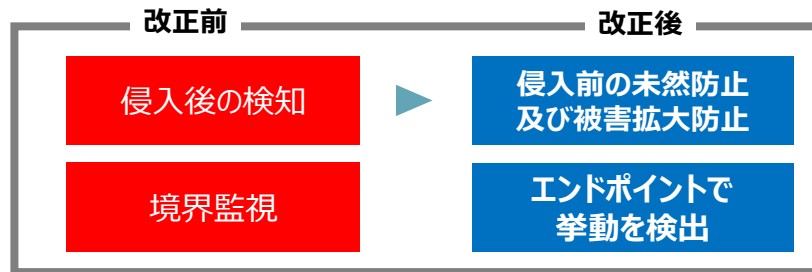 改正前
改正後
侵入後の検知
侵入前の未然防止
及び被害拡大防止
境界監視
エンドポイントで
挙動を検出